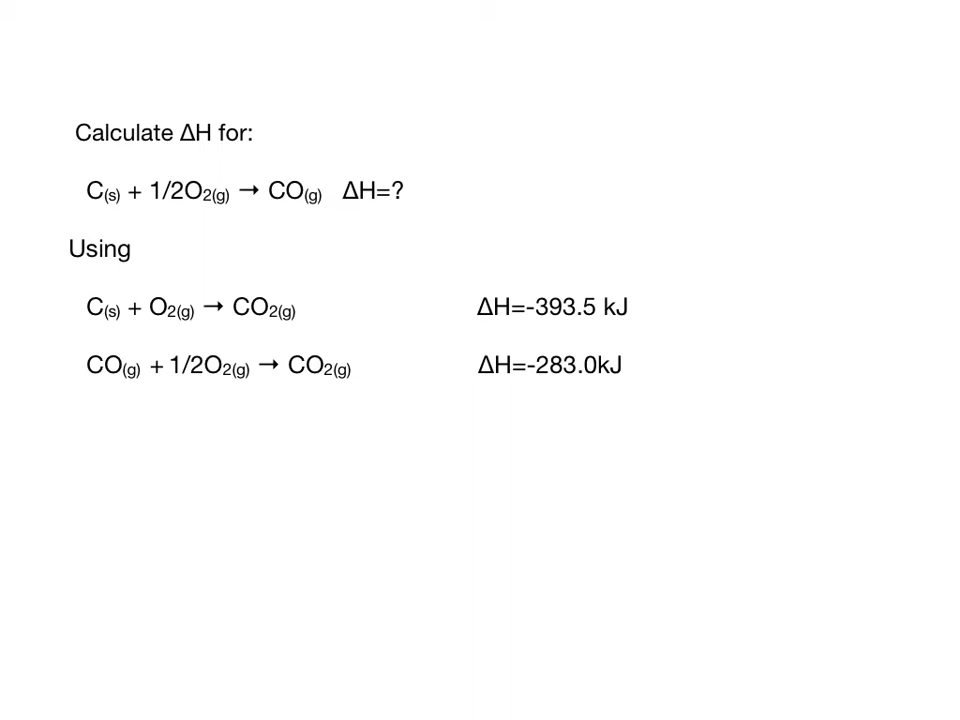 Calculate ΔH for:
C(s) + 1/2O2(g) → CO(g) ΔH=?
Using
C(s) + O2(g) → CO2(g) ΔH=-393.5 kJ
CO(g) + 1/2O2(g) → CO2(g) ΔH=-283.0kJ